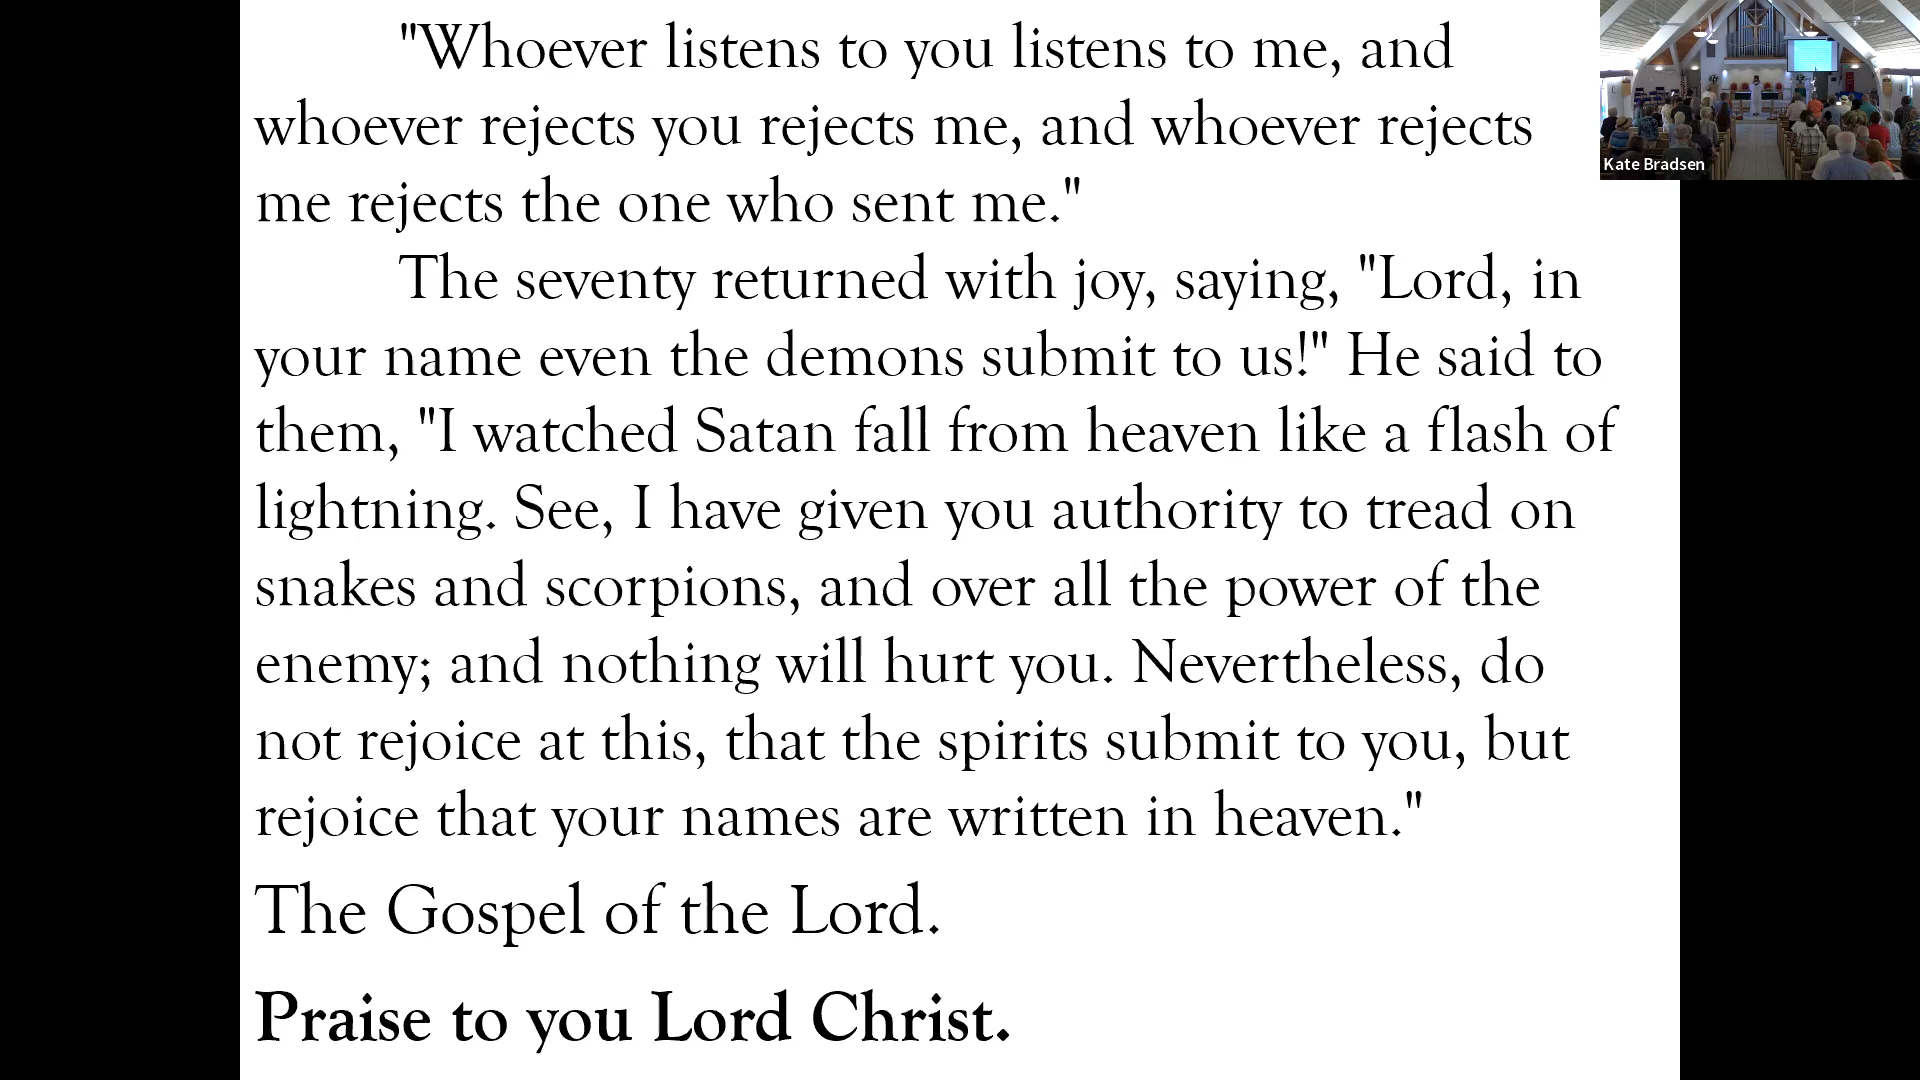 "Whoever listens to you listens to me, and
whoever rejects you rejects me, and whoever rejects
me rejects the one who sent me."
The seventy returned with joy, saying, "Lord, in
your name even the demons submit to us!" He said to
them, "I watched Satan fall from heaven like a flash of
lightning. See, I have given you authority to tread on
snakes and scorpions, and over all the power of the
enemy; and nothing will hurt you. Nevertheless, do
not rejoice at this, that the spirits submit to you, but
rejoice that your names are written in heaven."
The Gospel of the Lord.
Praise to you Lord Christ.
Kate Bradsen